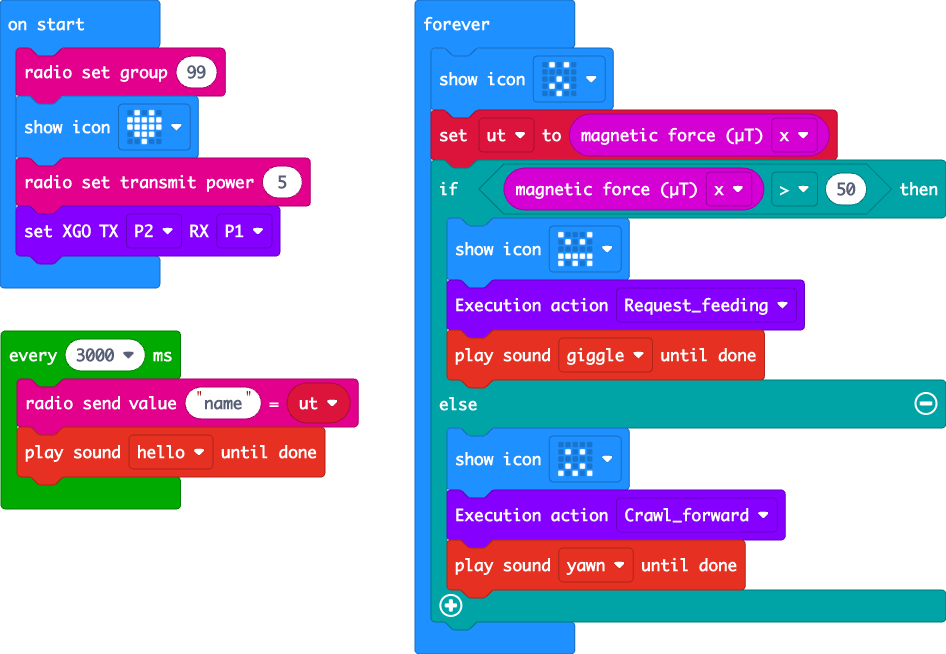 on start
radio set group 99
show icon
radio set transmit power 5
set XGO TX P2 RX P1
every 3000 ms
radio send value "name" = ut
play sound hello until done
forever
show icon
set ut to magnetic force (µT) x
if magnetic force (µT) x > 50 then
show icon
Execution action Request_feeding
play sound giggle until done
else
show icon
Execution action Crawl_forward
play sound yawn until done